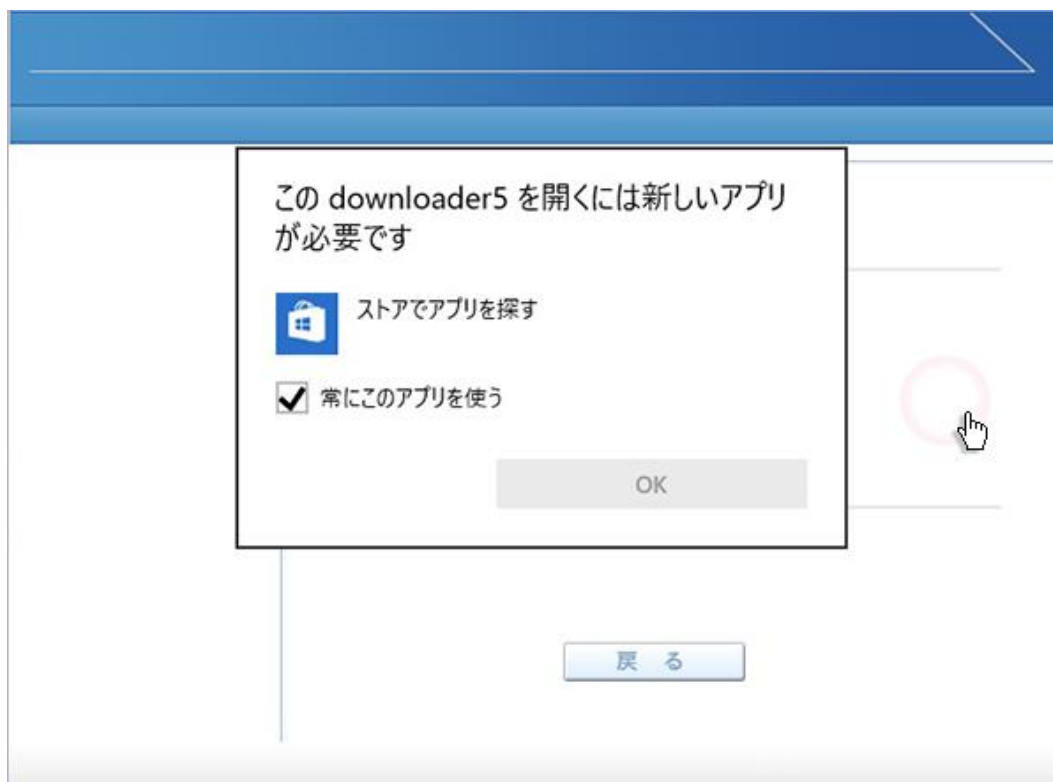 この downloader5 を開くには新しいアプリ
が必要です
ストアでアプリを探す
常にこのアプリを使う
OK
戻 る